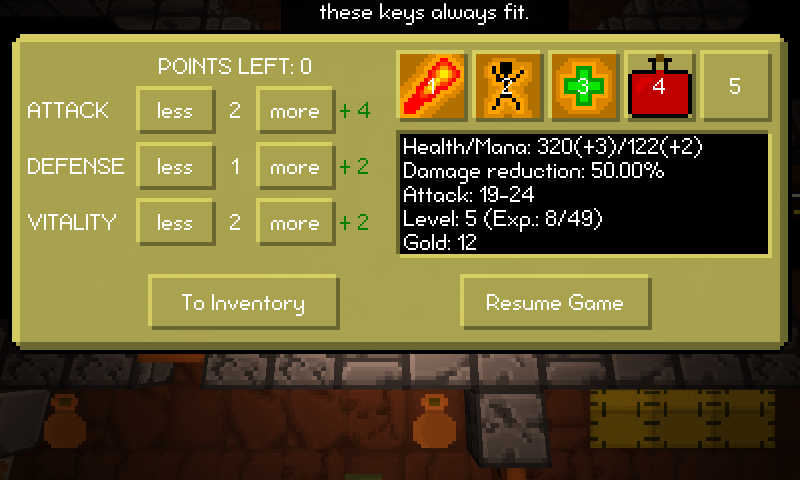 these keys always fit.
POINTS LEFT: 0
1 2 3 4 5
ATTACK less 2 more + 4
DEFENSE less 1 more + 2
VITALITY less 2 more + 2
Health/Mana: 320(+3)/122(+2)
Damage reduction: 50.00%
Attack: 19-24
Level: 5 (Exp.: 8/49)
Gold: 12
To Inventory
Resume Game